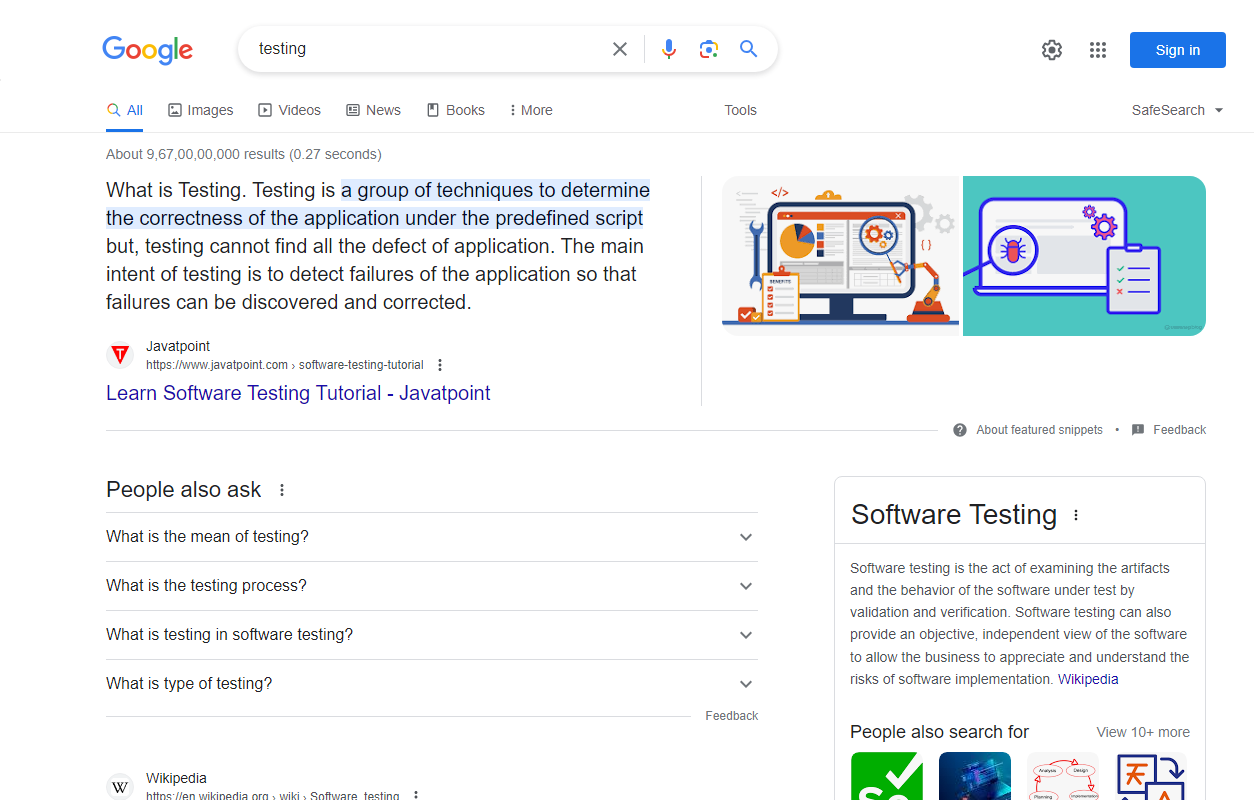 Google
testing
Sign in
All
Images
Videos
News
Books
More
Tools
SafeSearch
About 9,67,00,00,000 results (0.27 seconds)
What is Testing. Testing is a group of techniques to determine
the correctness of the application under the predefined script
but, testing cannot find all the defect of application. The main
intent of testing is to detect failures of the application so that
failures can be discovered and corrected.
BENEFITS
Javatpoint
https://www.javatpoint.com › software-testing-tutorial
Learn Software Testing Tutorial - Javatpoint
About featured snippets • Feedback
People also ask
What is the mean of testing?
What is the testing process?
What is testing in software testing?
What is type of testing?
Feedback
Wikipedia
https://en.wikipedia.org › wiki › Software_testing
Software Testing
Software testing is the act of examining the artifacts
and the behavior of the software under test by
validation and verification. Software testing can also
provide an objective, independent view of the software
to allow the business to appreciate and understand the
risks of software implementation. Wikipedia
People also search for
View 10+ more
Se
Analysis
Design
Planning
Implementation